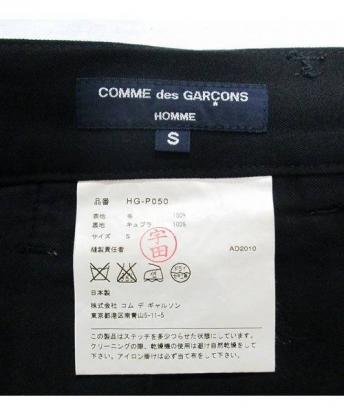 COMME des GARÇONS
HOMME
S
品番 HG-P050
表地 毛 100%
裏地 キュプラ 100%
サイズ S
縫製責任者 宇田 AD2010
日本製
株式会社 コム デ ギャルソン
東京都港区南青山5-11-5
この製品はステッチを多少つらせた状態にしています。
クリーニングの際、乾燥機の使用は避け自然乾燥をして
下さい。アイロン掛けは必ず当て布をして下さい。